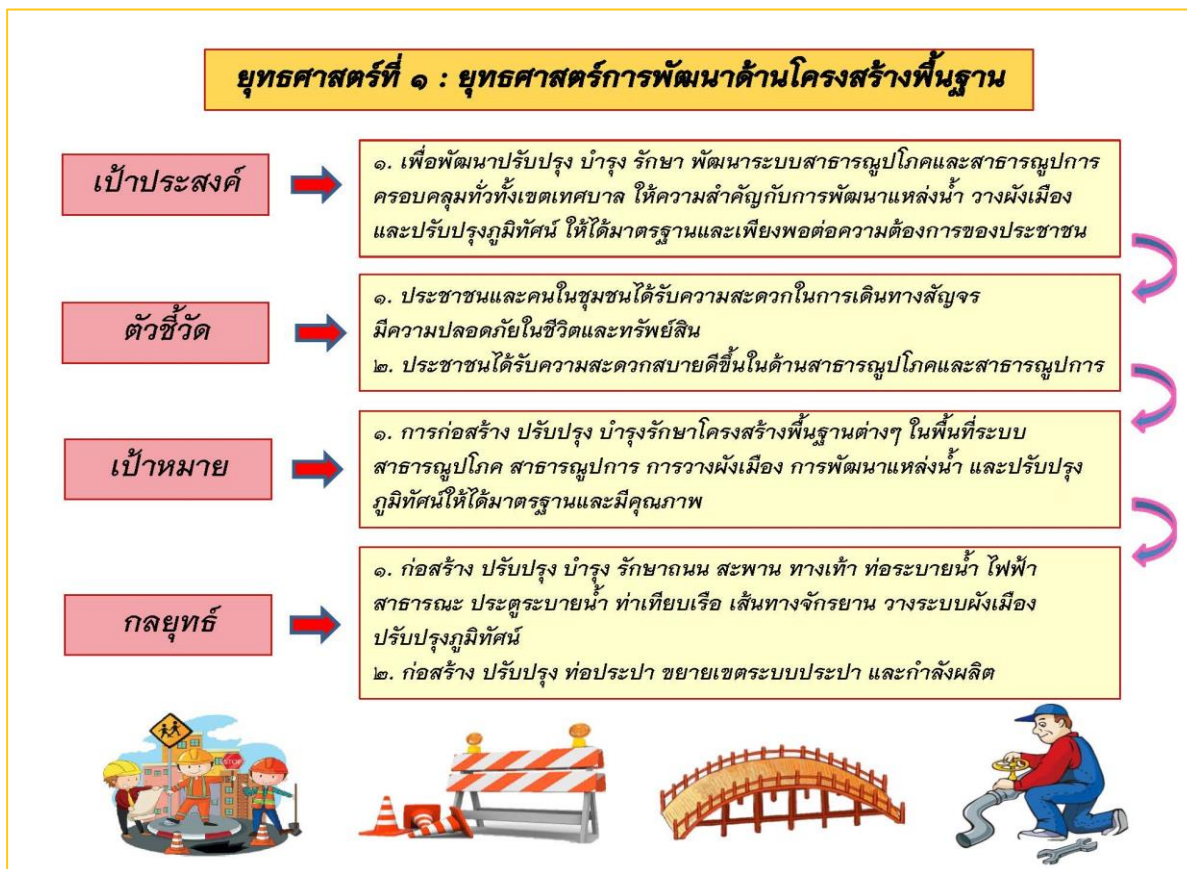 ยุทธศาสตร์ที่ ๑ : ยุทธศาสตร์การพัฒนาด้านโครงสร้างพื้นฐาน
เป้าประสงค์
๑. เพื่อพัฒนาปรับปรุง บำรุง รักษา พัฒนาระบบสาธารณูปโภคและสาธารณูปการ
ครอบคลุมทั่วทั้งเขตเทศบาล ให้ความสำคัญกับการพัฒนาแหล่งน้ำ วางผังเมือง
และปรับปรุงภูมิทัศน์ ให้ได้มาตรฐานและเพียงพอต่อความต้องการของประชาชน
ตัวชี้วัด
๑. ประชาชนและคนในชุมชนได้รับความสะดวกในการเดินทางสัญจร
มีความปลอดภัยในชีวิตและทรัพย์สิน
๒. ประชาชนได้รับความสะดวกสบายดีขึ้นในด้านสาธารณูปโภคและสาธารณูปการ
เป้าหมาย
๑. การก่อสร้าง ปรับปรุง บำรุงรักษาโครงสร้างพื้นฐานต่างๆ ในพื้นที่ระบบ
สาธารณูปโภค สาธารณูปการ การวางผังเมือง การพัฒนาแหล่งน้ำ และปรับปรุง
ภูมิทัศน์ให้ได้มาตรฐานและมีคุณภาพ
กลยุทธ์
๑. ก่อสร้าง ปรับปรุง บำรุง รักษาถนน สะพาน ทางเท้า ท่อระบายน้ำ ไฟฟ้า
สาธารณะ ประตูระบายน้ำ ท่าเทียบเรือ เส้นทางจักรยาน วางระบบผังเมือง
ปรับปรุงภูมิทัศน์
๒. ก่อสร้าง ปรับปรุง ท่อประปา ขยายเขตระบบประปา และกำลังผลิต
STOP